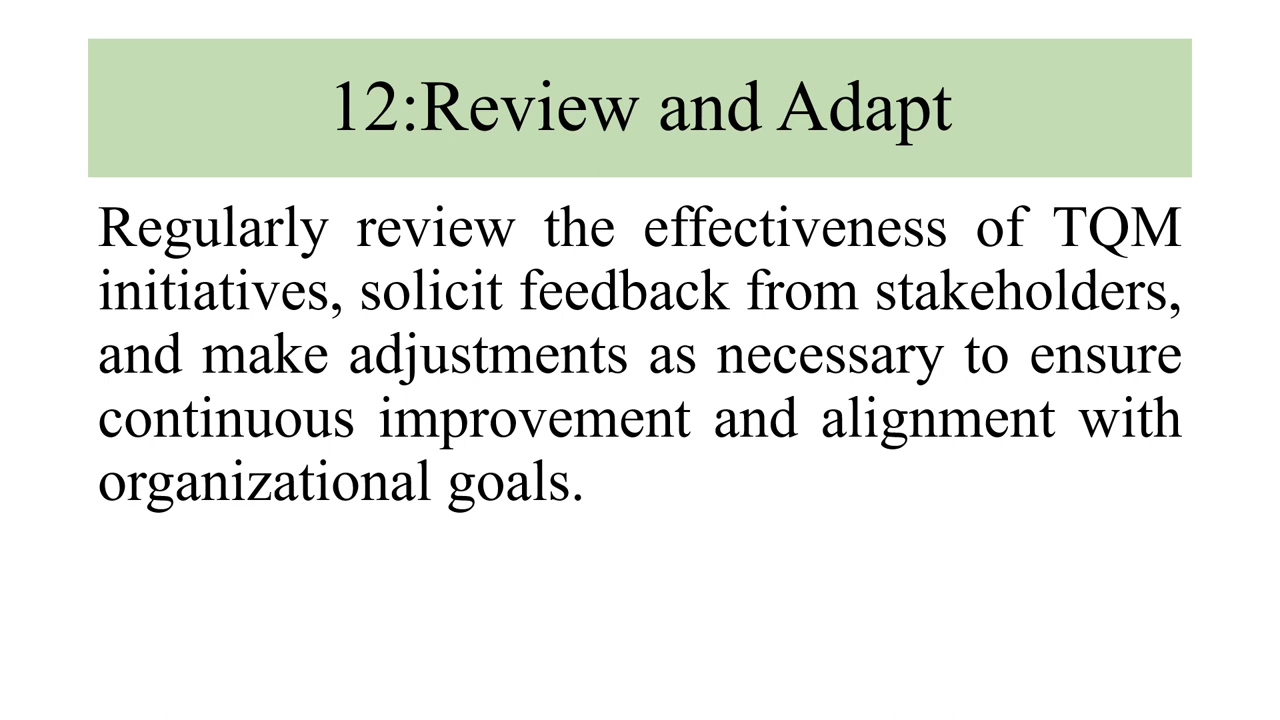 12:Review and Adapt
Regularly review the effectiveness of TQM
initiatives, solicit feedback from stakeholders,
and make adjustments as necessary to ensure
continuous improvement and alignment with
organizational goals.